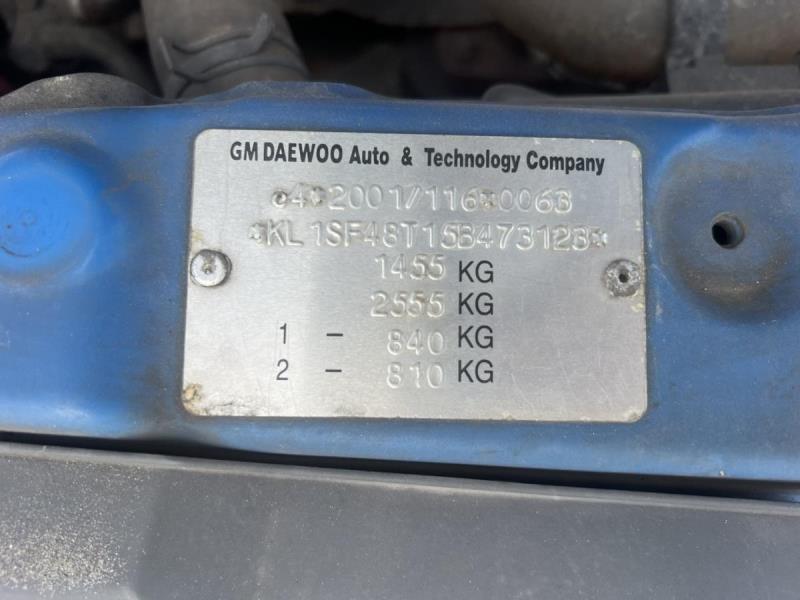 GM DAEWOO Auto & Technology Company
e4*2001/116*0063
*KL1SF48T15B473123*
1455 KG
2555 KG
1 - 840 KG
2 - 810 KG